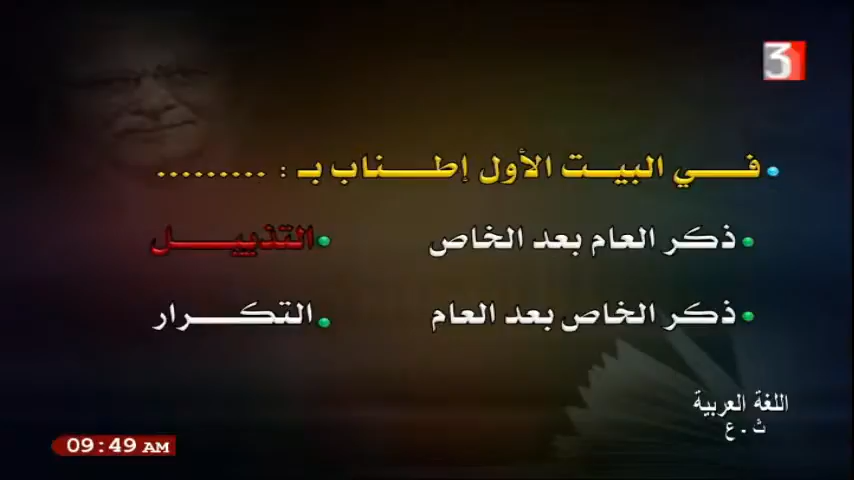 3
في البيت الأول إطناب بـ : .........
ذكر العام بعد الخاص
التذييل
ذكر الخاص بعد العام
التكرار
اللغة العربية
ث . ع
09:49 AM